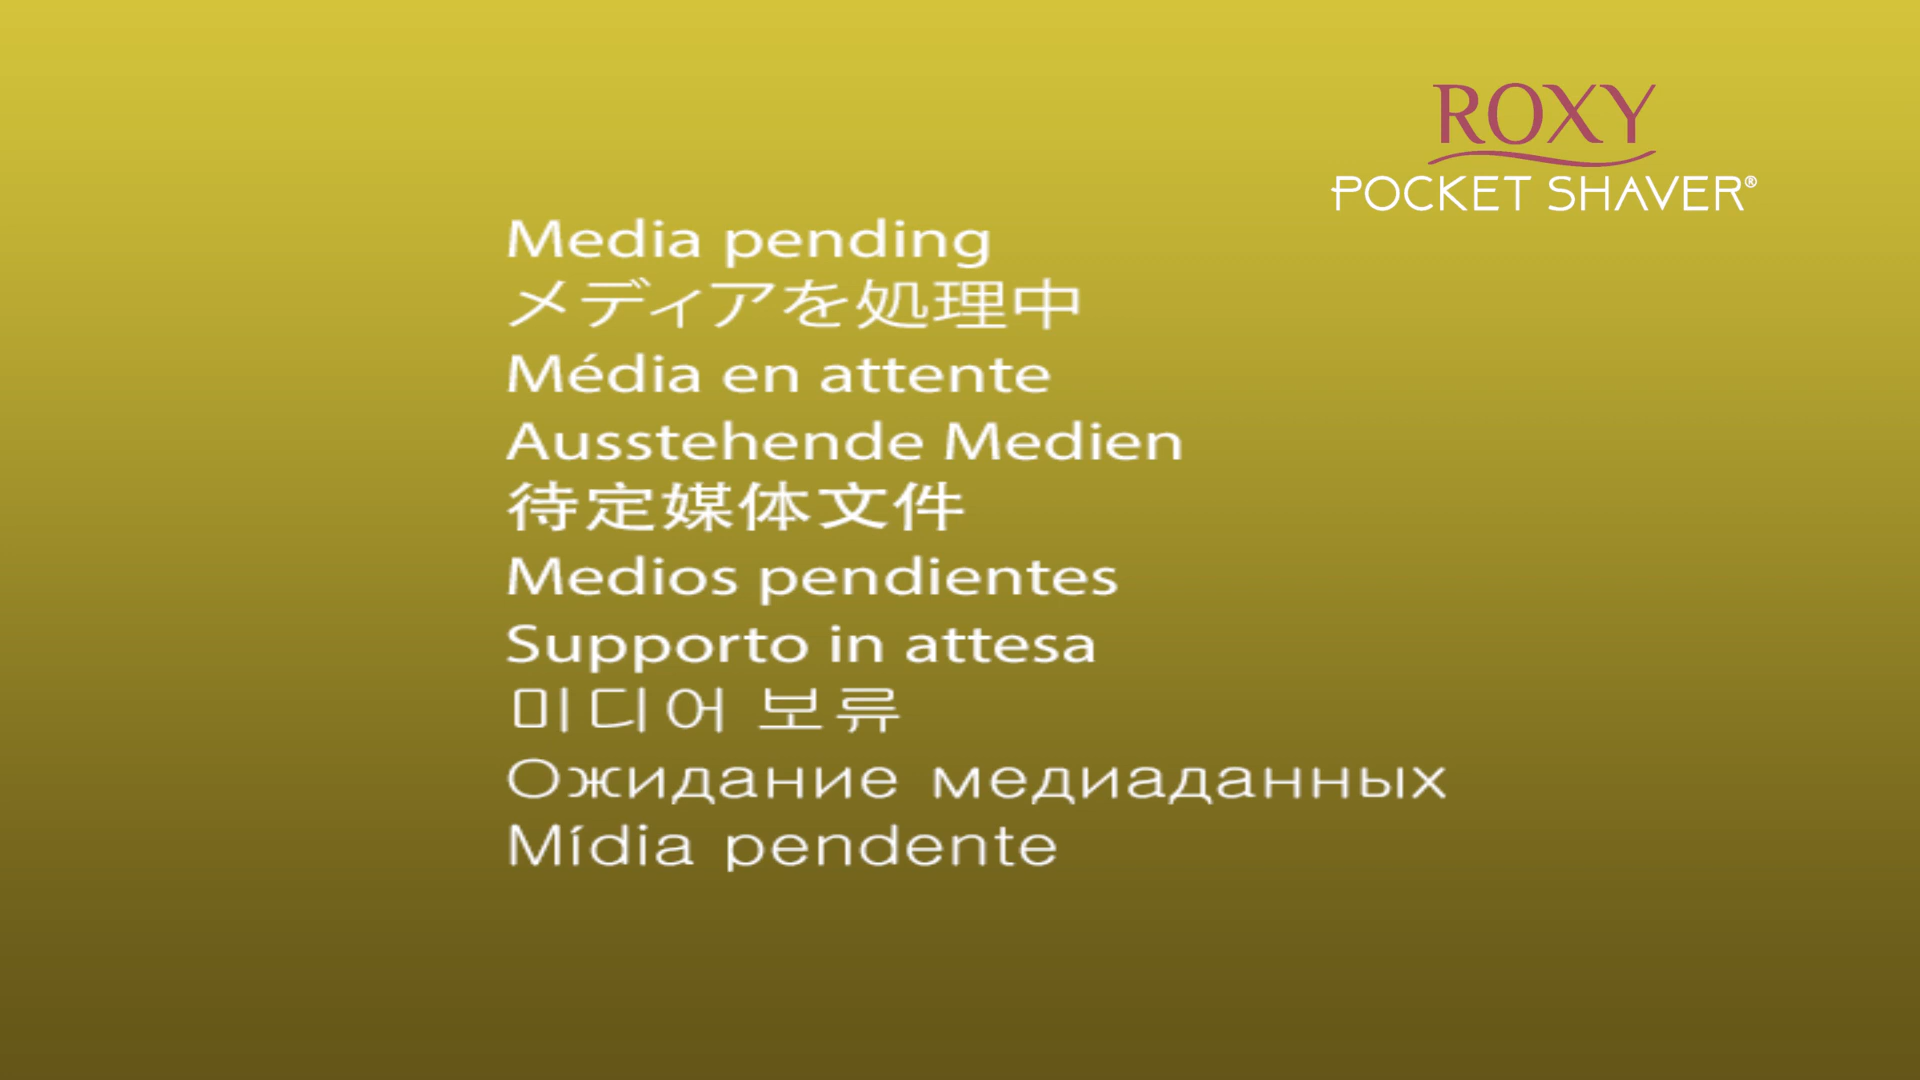 ROXY
POCKET SHAVER®
Media pending
メディアを処理中
Média en attente
Ausstehende Medien
待定媒体文件
Medios pendientes
Supporto in attesa
미디어 보류
Ожидание медиаданных
Mídia pendente